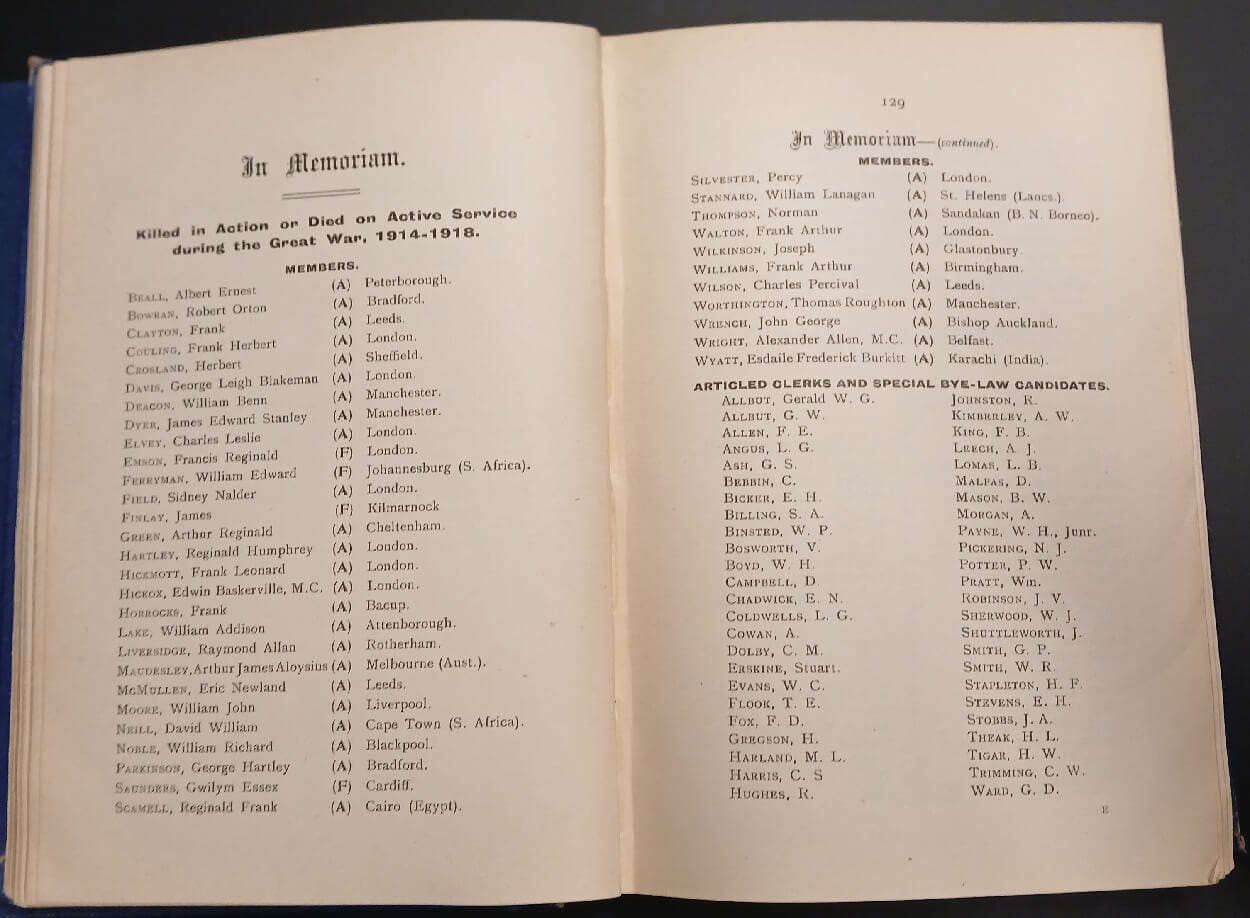 In Memoriam.
Killed in Action or Died on Active Service
during the Great War, 1914-1918.
MEMBERS.
BEALL, Albert Ernest (A) Peterborough.
BOWRAN, Robert Orton (A) Bradford.
CLAYTON, Frank (A) Leeds.
COULING, Frank Herbert (A) London.
CROSLAND, Herbert (A) Sheffield.
DAVIS, George Leigh Blakeman (A) London.
DEACON, William Benn (A) Manchester.
DYER, James Edward Stanley (A) Manchester.
ELVEY, Charles Leslie (A) London.
EMSON, Francis Reginald (F) London.
FERRYMAN, William Edward (F) Johannesburg (S. Africa).
FIELD, Sidney Nalder (A) London.
FINLAY, James (F) Kilmarnock
GREEN, Arthur Reginald (A) Cheltenham.
HARTLEY, Reginald Humphrey (A) London.
HICKMOTT, Frank Leonard (A) London.
HICKOX, Edwin Baskerville, M.C. (A) London.
HORROCKS, Frank (A) Bacup.
LAKE, William Addison (A) Attenborough.
LIVERSIDGE, Raymond Allan (A) Rotherham.
MAUDESLEY, Arthur James Aloysius (A) Melbourne (Aust.).
MCMULLEN, Eric Newland (A) Leeds.
MOORE, William John (A) Liverpool.
NEILL, David William (A) Cape Town (S. Africa).
NOBLE, William Richard (A) Blackpool.
PARKINSON, George Hartley (A) Bradford.
SAUNDERS, Gwilym Essex (F) Cardiff.
SCAMELL, Reginald Frank (A) Cairo (Egypt).
129
In Memoriam—(continued).
MEMBERS.
SILVESTER, Percy (A) London.
STANNARD, William Lanagan (A) St. Helens (Lancs.)
THOMPSON, Norman (A) Sandakan (B. N. Borneo).
WALTON, Frank Arthur (A) London.
WILKINSON, Joseph (A) Glastonbury.
WILLIAMS, Frank Arthur (A) Birmingham.
WILSON, Charles Percival (A) Leeds.
WORTHINGTON, Thomas Roughton (A) Manchester.
WRENCH, John George (A) Bishop Auckland.
WRIGHT, Alexander Allen, M.C. (A) Belfast.
WYATT, Esdaile Frederick Burkitt (A) Karachi (India).
ARTICLED CLERKS AND SPECIAL BYE-LAW CANDIDATES.
ALLBUT, Gerald W. G. JOHNSTON, R.
ALLBUT, G. W. KIMBERLEY, A. W.
ALLEN, F. E. KING, F. B.
ANGUS, L. G. LEECH, A. J.
ASH, G. S. LOMAS, L. B.
BEBBIN, C. MALPAS, D.
BICKER, E. H. MASON, B. W.
BILLING, S. A. MORGAN, A.
BINSTED, W. P. PAYNE, W. H., Junr.
BOSWORTH, V. PICKERING, N. J.
BOYD, W. H. POTTER, P. W.
CAMPBELL, D. PRATT, Wm.
CHADWICK, E. N. ROBINSON, J. V.
COLDWELLS, L. G. SHERWOOD, W. J.
COWAN, A. SHUTTLEWORTH, J.
DOLBY, C. M. SMITH, G. P.
ERSKINE, Stuart. SMITH, W. R.
EVANS, W. C. STAPLETON, H. F.
FLOOK, T. E. STEVENS, E. H.
FOX, F. D. STOBBS, J. A.
GREGSON, H. THEAK, H. L.
HARLAND, M. L. TIGAR, H. W.
HARRIS, C. S TRIMMING, C. W.
HUGHES, R. WARD, G. D.
E